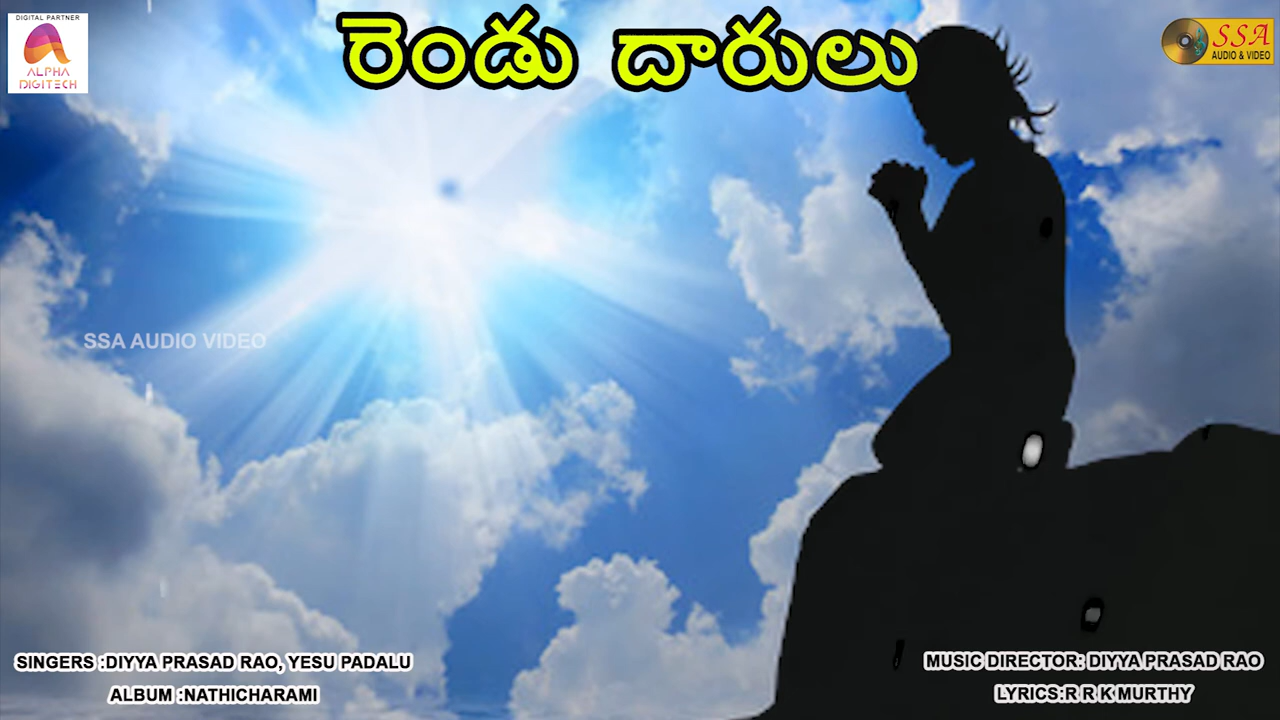 DIGITAL PARTNER
ALPHA
DIGITECH
రెండు దారులు
SSA
AUDIO & VIDEO
SSA AUDIO VIDEO
SINGERS :DIYYA PRASAD RAO, YESU PADALU
ALBUM :NATHICHARAMI
MUSIC DIRECTOR: DIYYA PRASAD RAO
LYRICS:R R K MURTHY